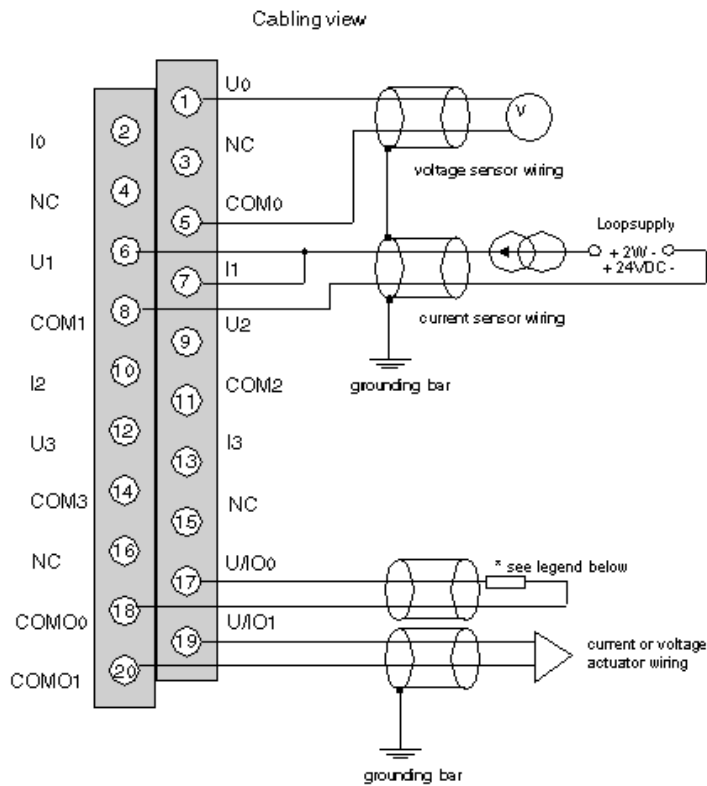 Cabling view
U0
1
2
I0
NC
3
4
NC
COM0
5
6
U1
I1
7
8
COM1
U2
9
10
I2
COM2
11
12
U3
I3
13
14
COM3
NC
15
16
NC
U/IO0
17
18
COMO0
U/IO1
19
20
COMO1
V
voltage sensor wiring
Loopsupply
+ 2W -
+ 24VDC -
current sensor wiring
grounding bar
* see legend below
current or voltage
actuator wiring
grounding bar